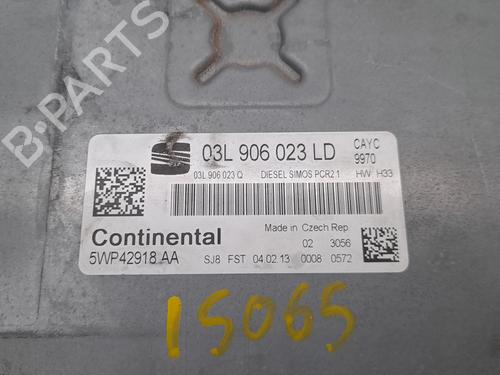 B-PARTS
03L 906 023 LD CAYC
9970
03L 906 023 Q DIESEL SIMOS PCR2.1 HW H33
Continental
Made in Czech Rep
02 3056
5WP42918 AA SJ8 FST 04 02 13 0008 0572
15065